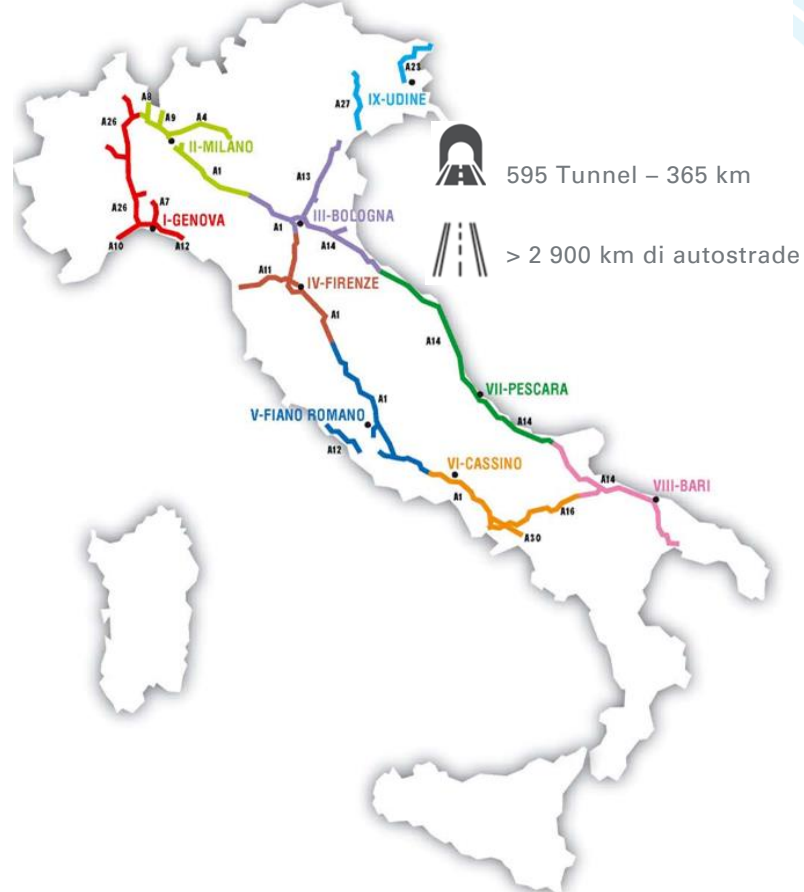 A23
A8
IX-UDINE
A27
A26
A9
A4
II-MILANO
595 Tunnel – 365 km
A1
A13
A26
A7
I-GENOVA
III-BOLOGNA
A10
A12
A1
A14
> 2 900 km di autostrade
A11
IV-FIRENZE
A1
A14
VII-PESCARA
A1
V-FIANO ROMANO
A14
A12
VI-CASSINO
A14
VIII-BARI
A1
A16
A30